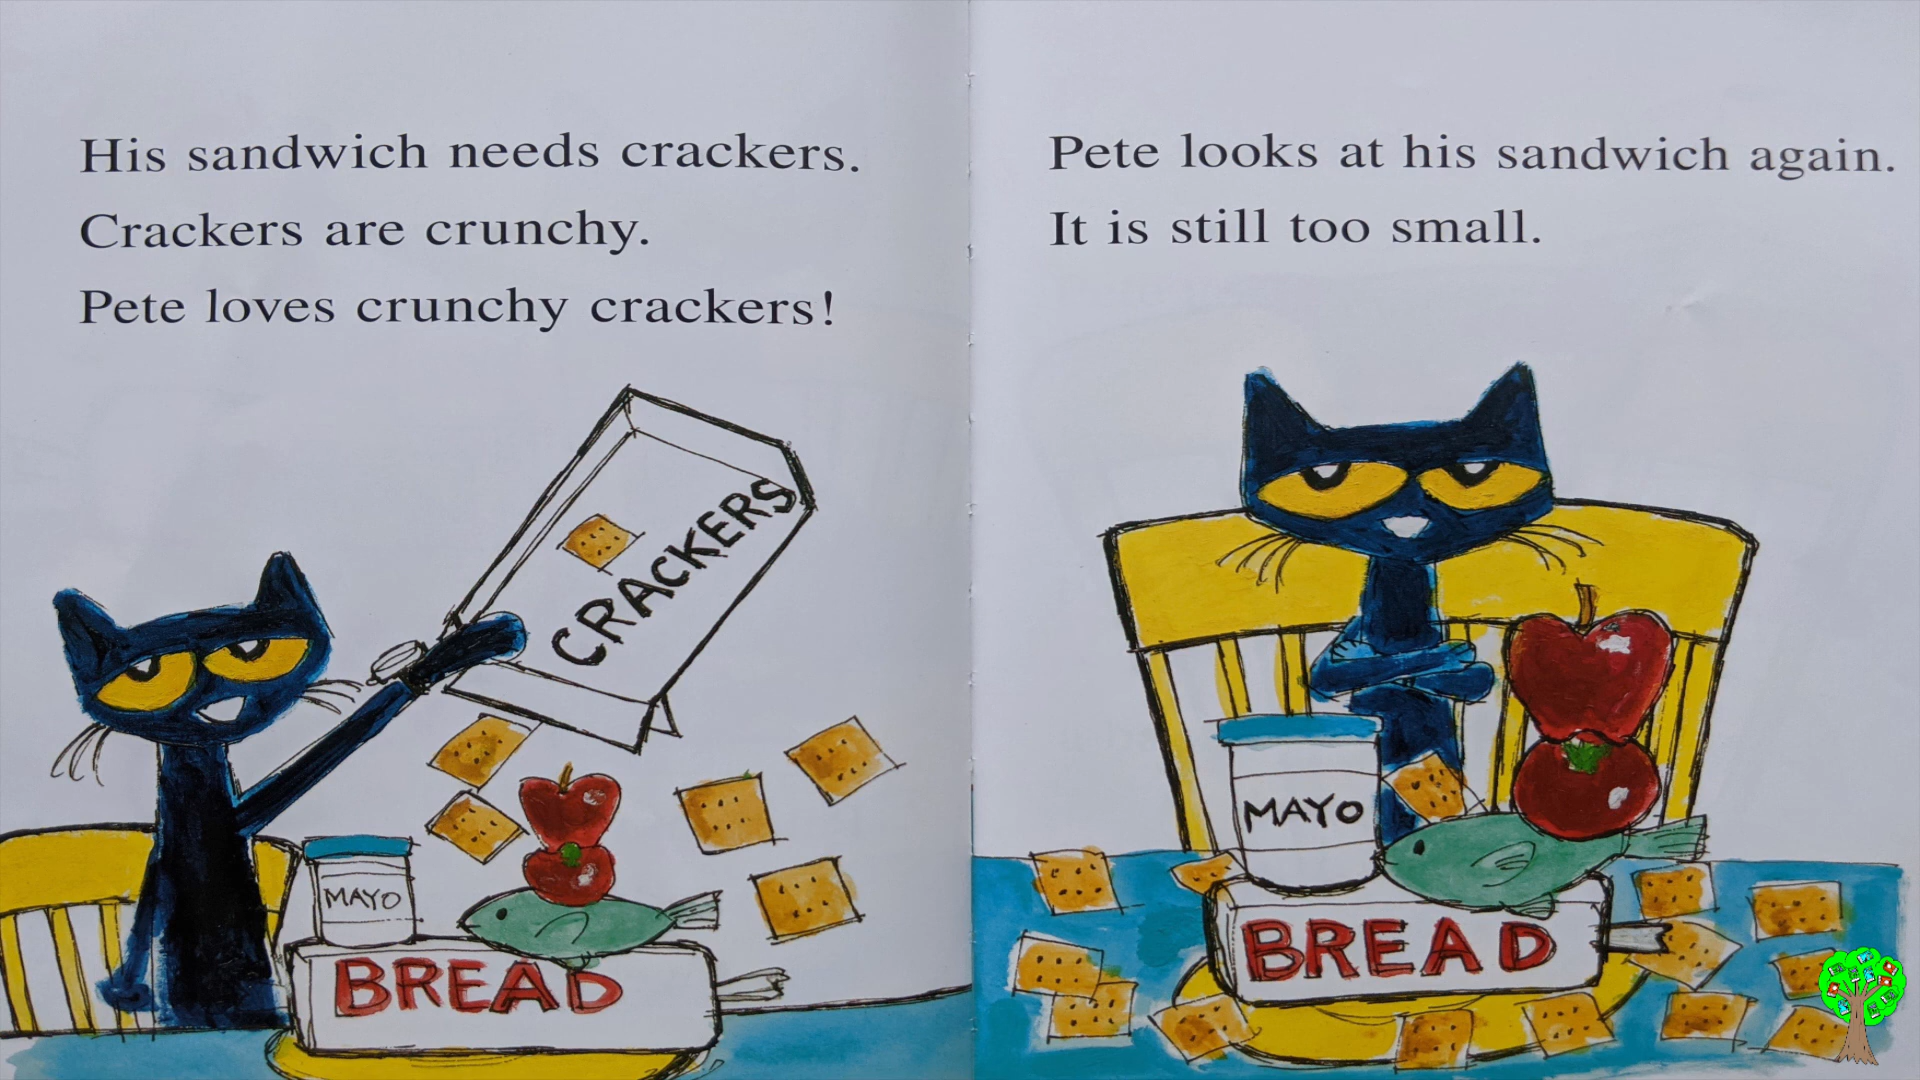 His sandwich needs crackers.
Crackers are crunchy.
Pete loves crunchy crackers!
CRACKERS
MAYO
BREAD
Pete looks at his sandwich again.
It is still too small.
MAYO
BREAD